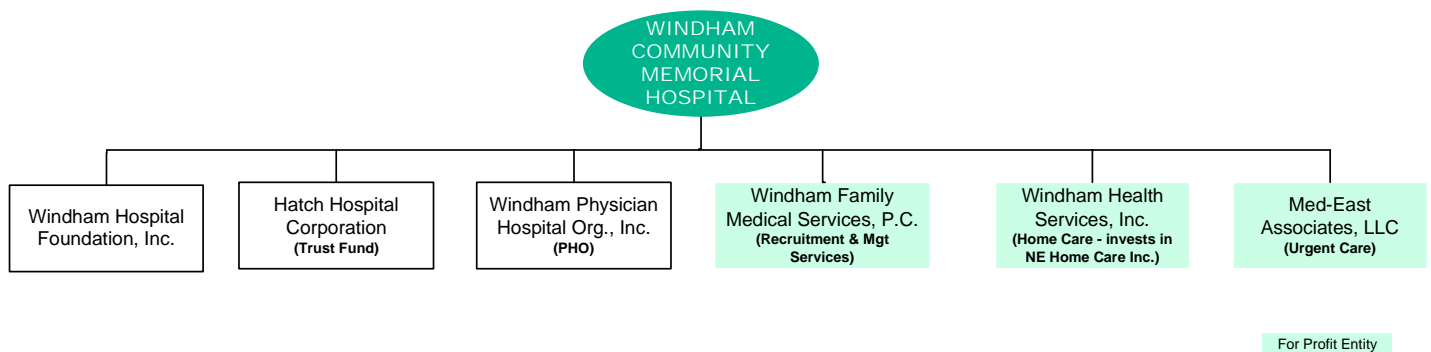 WINDHAM
COMMUNITY
MEMORIAL
HOSPITAL
Windham Hospital
Foundation, Inc.
Hatch Hospital
Corporation
(Trust Fund)
Windham Physician
Hospital Org., Inc.
(PHO)
Windham Family
Medical Services, P.C.
(Recruitment & Mgt
Services)
Windham Health
Services, Inc.
(Home Care - invests in
NE Home Care Inc.)
Med-East
Associates, LLC
(Urgent Care)
For Profit Entity